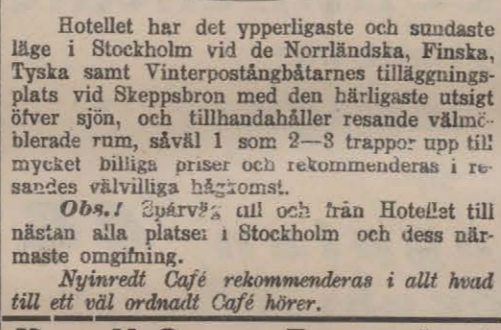 Hotellet har det ypperligaste och sundaste
läge i Stockholm vid de Norrländska, Finska,
Tyska samt Vinterpostångbåtarnes tilläggnings-
plats vid Skeppsbron med den härligaste utsigt
öfver sjön, och tillhandahåller resande välmö-
blerade rum, såväl 1 som 2—3 trappor upp till
mycket billiga priser och rekommenderas i re-
sandes välvilliga hågkomst.
Obs.! Spårväg till och från Hotellet till
nästan alla platser i Stockholm och dess när-
maste omgifning.
Nyinredt Café rekommenderas i allt hvad
till ett väl ordnadt Café hörer.